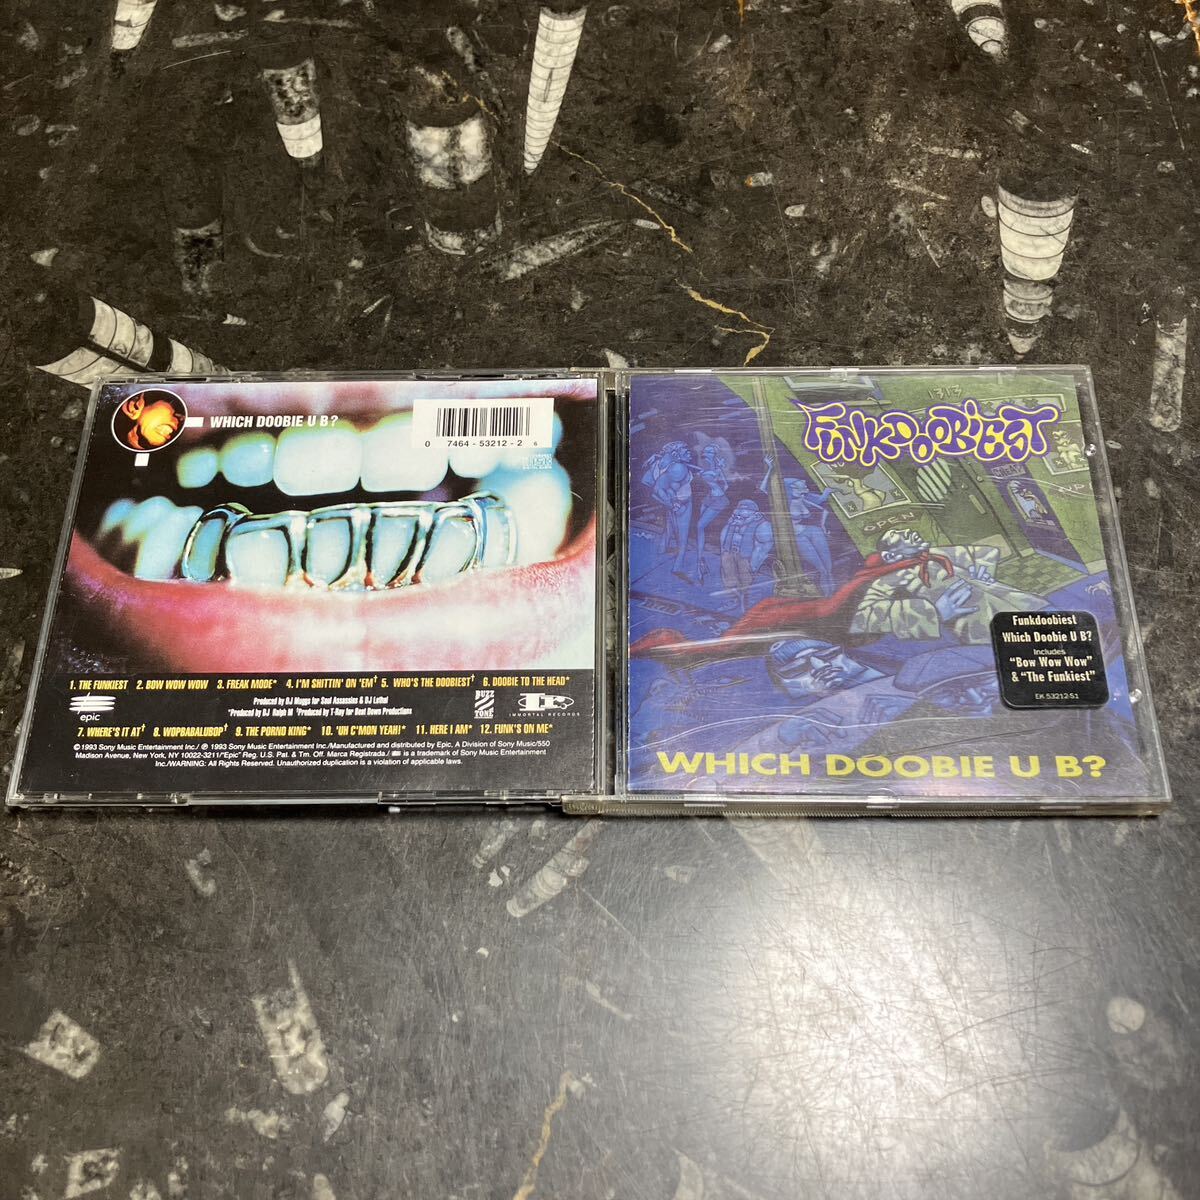 WHICH DOOBIE U B?
0 7464-53212-2 6
1. THE FUNKIEST 2. BOW WOW WOW 3. FREAK MODE* 4. I'M SHITTIN' ON 'EM† 5. WHO'S THE DOOBIEST† 6. DOOBIE TO THE HEAD*
Produced by DJ Muggs for Soul Assassins & DJ Lethal
*Produced by DJ Ralph M †Produced by T-Ray for Beat Down Productions
epic
BUZZ TONE
IMMORTAL RECORDS
7. WHERE'S IT AT† 8. WOPBABALUBOP† 9. THE PORNO KING* 10. 'UH C'MON YEAH!* 11. HERE I AM* 12. FUNK'S ON ME*
© 1993 Sony Music Entertainment Inc./ ℗ 1993 Sony Music Entertainment Inc./Manufactured and distributed by Epic, A Division of Sony Music/550
Madison Avenue, New York, NY 10022-3211/"Epic" Reg. U.S. Pat. & Tm. Off. Marca Registrada./ is a trademark of Sony Music Entertainment
Inc./WARNING: All Rights Reserved. Unauthorized duplication is a violation of applicable laws.
1313
FUNKDOOBIEST
OPEN
Funkdoobiest
Which Doobie U B?
Includes
"Bow Wow Wow"
& "The Funkiest"
EK 53212-S1
WHICH DOOBIE U B?